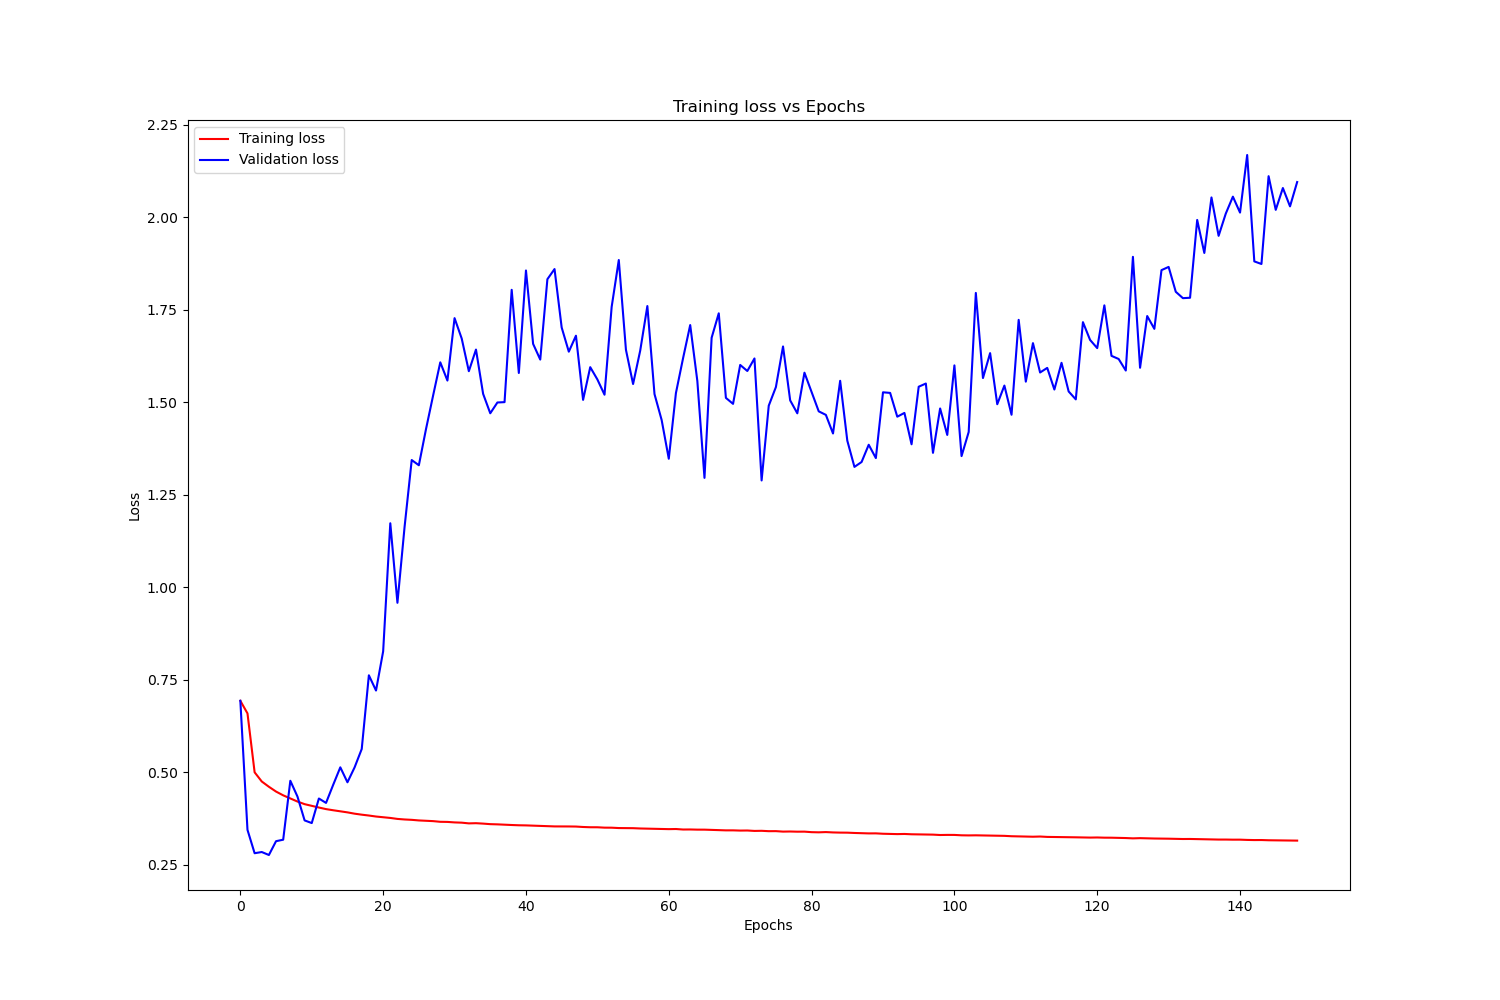 Training loss vs Epochs
Training loss
Validation loss
2.25
2.00
1.75
1.50
1.25
1.00
0.75
0.50
0.25
Loss
0 20 40 60 80 100 120 140
Epochs